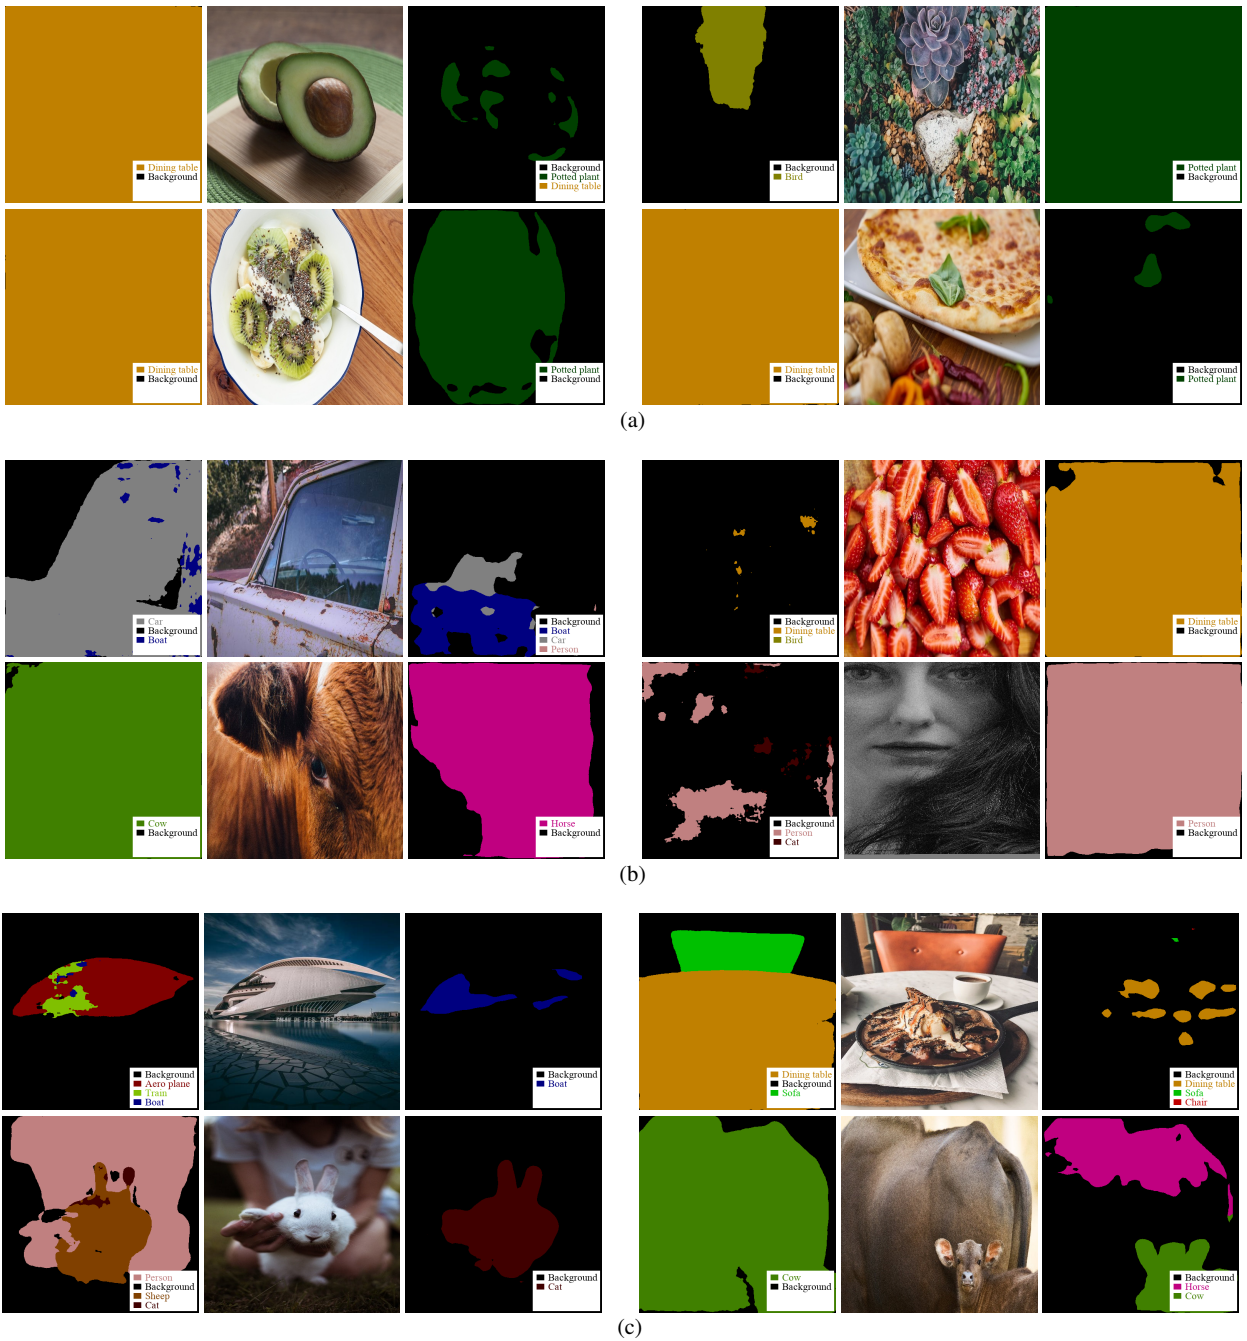 Dining table
Background
Background
Potted plant
Dining table
Background
Bird
Potted plant
Background
Dining table
Background
Potted plant
Background
Dining table
Background
Background
Potted plant
(a)
Car
Background
Boat
Background
Boat
Car
Person
Background
Dining table
Bird
Dining table
Background
Cow
Background
Horse
Background
Background
Person
Cat
Person
Background
(b)
Background
Aero plane
Train
Boat
Background
Boat
Dining table
Background
Sofa
Background
Dining table
Sofa
Chair
Person
Background
Sheep
Cat
Background
Cat
Cow
Background
Background
Horse
Cow
(c)